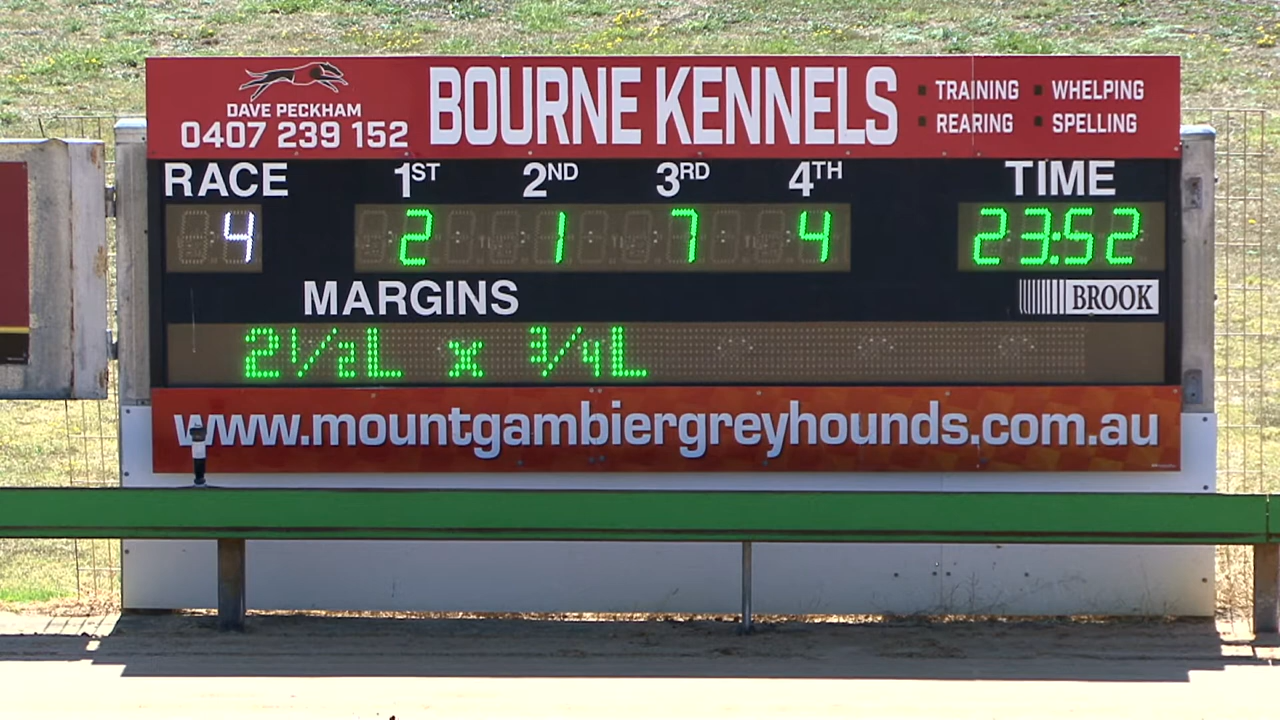 DAVE PECKHAM
0407 239 152
BOURNE KENNELS
TRAINING WHELPING
REARING SPELLING
RACE 1ST 2ND 3RD 4TH TIME
4 2 1 7 4 23:52
MARGINS
BROOK
2½L x ¾L
www.mountgambiergreyhounds.com.au